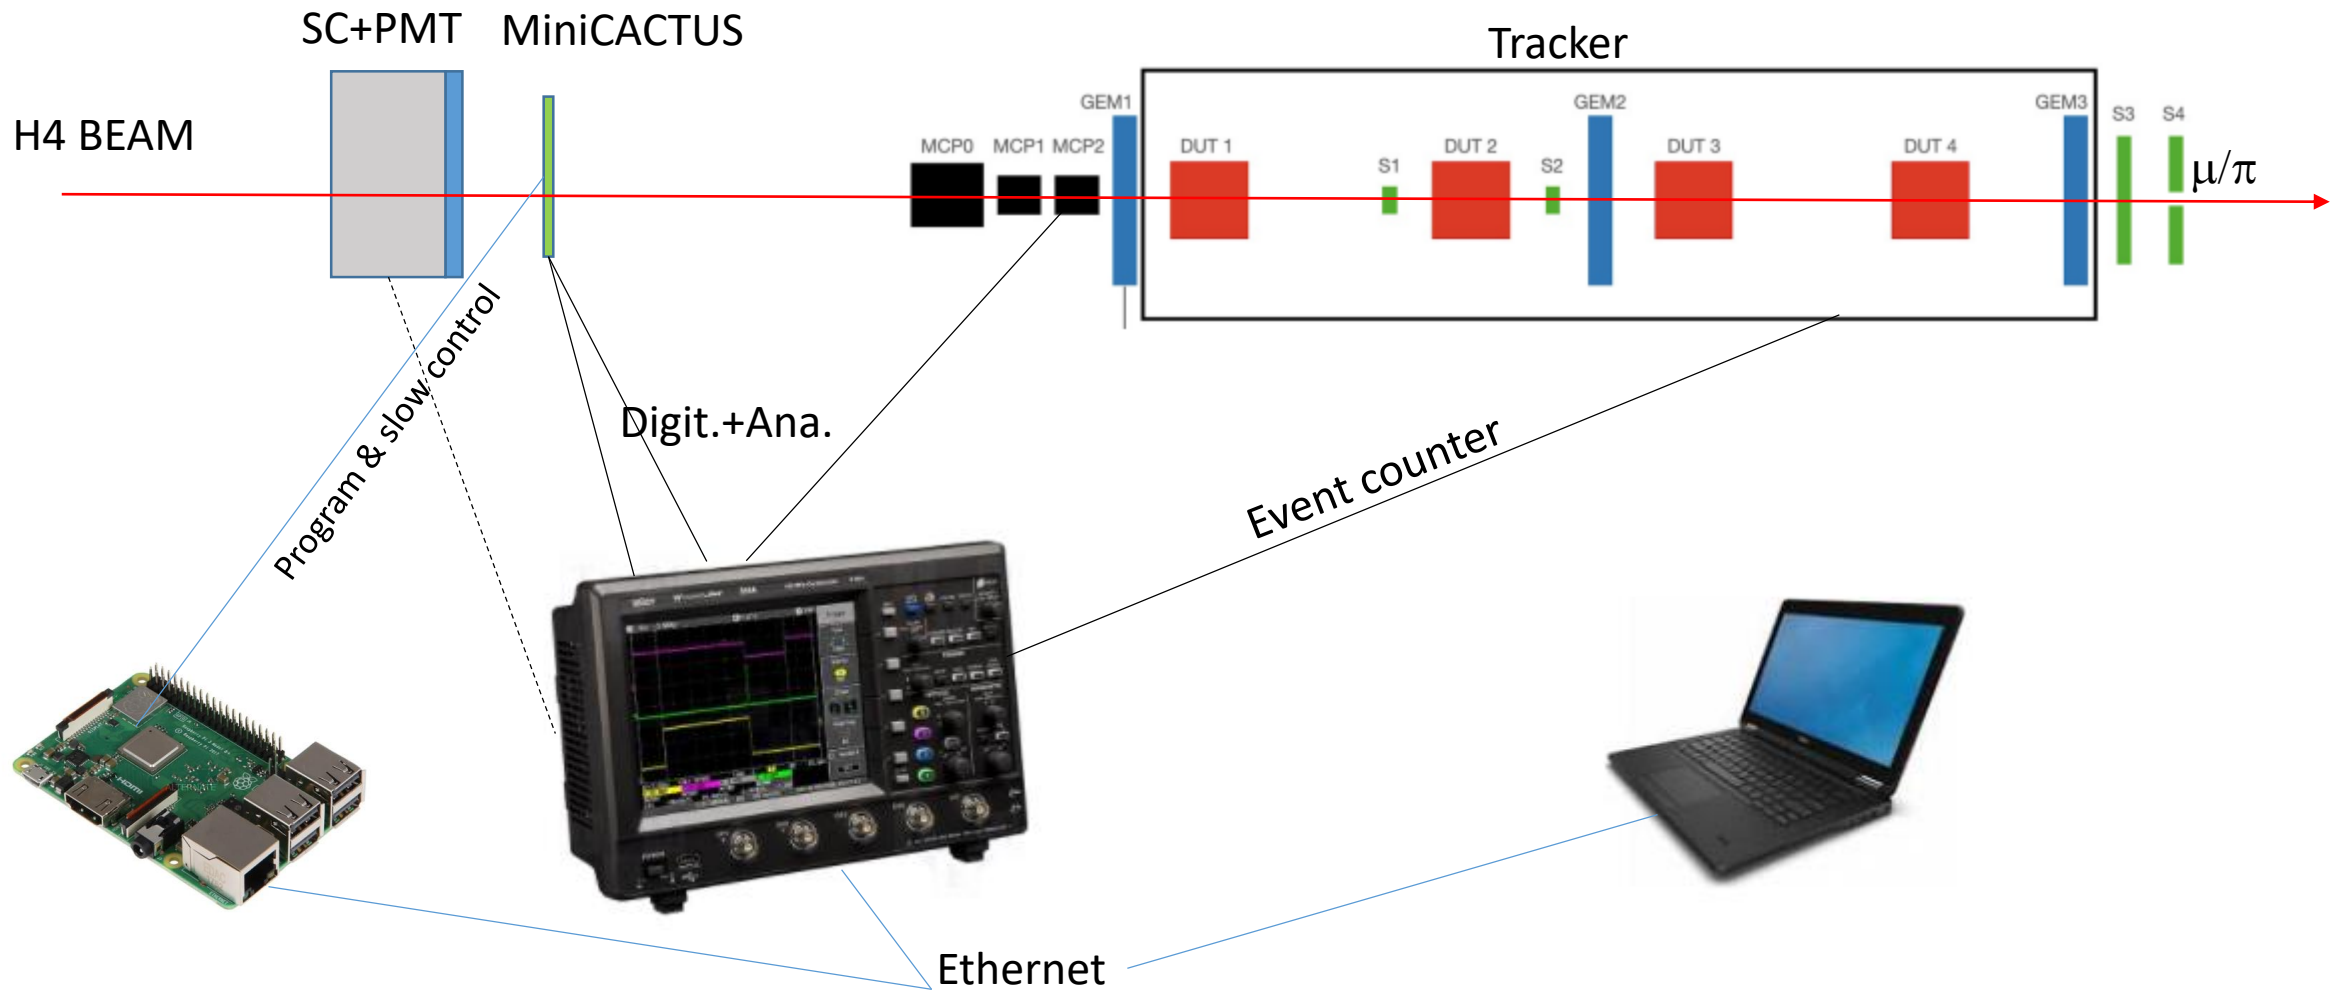 SC+PMT
MiniCACTUS
Tracker
H4 BEAM
MCP0
MCP1
MCP2
GEM1
DUT 1
S1
DUT 2
S2
GEM2
DUT 3
DUT 4
GEM3
S3
S4
μ/π
Program & slow control
Digit.+Ana.
Event counter
HDMI
Ethernet